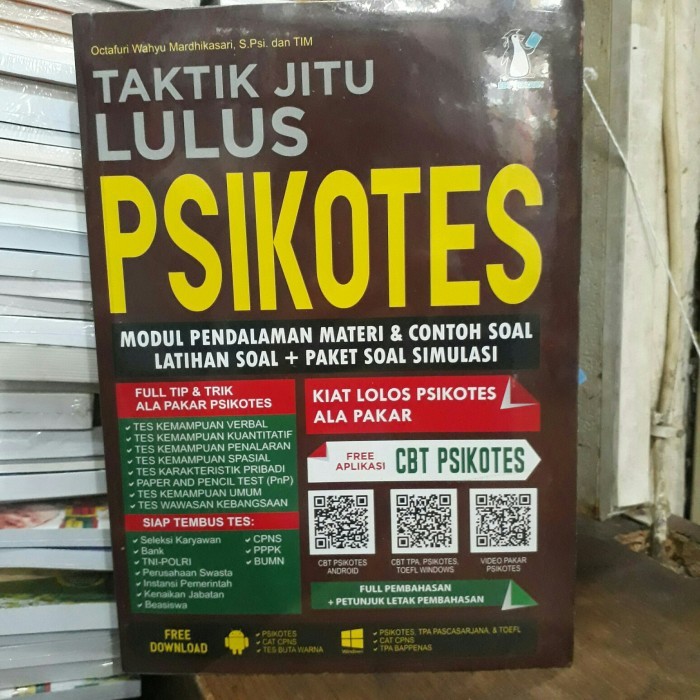 Octafuri Wahyu Mardhikasari, S.Psi. dan TIM
TAKTIK JITU
LULUS
PSIKOTES
MODUL PENDALAMAN MATERI & CONTOH SOAL
LATIHAN SOAL + PAKET SOAL SIMULASI
FULL TIP & TRIK
ALA PAKAR PSIKOTES
✓ TES KEMAMPUAN VERBAL
✓ TES KEMAMPUAN KUANTITATIF
✓ TES KEMAMPUAN PENALARAN
✓ TES KEMAMPUAN SPASIAL
✓ TES KARAKTERISTIK PRIBADI
✓ PAPER AND PENCIL TEST (PnP)
✓ TES KEMAMPUAN UMUM
✓ TES WAWASAN KEBANGSAAN
SIAP TEMBUS TES:
✓ Seleksi Karyawan
✓ Bank
✓ TNI-POLRI
✓ Perusahaan Swasta
✓ Instansi Pemerintah
✓ Kenaikan Jabatan
✓ Beasiswa
✓ CPNS
✓ PPPK
✓ BUMN
KIAT LOLOS PSIKOTES
ALA PAKAR
FREE
APLIKASI
CBT PSIKOTES
CBT PSIKOTES
ANDROID
CBT TPA, PSIKOTES,
TOEFL WINDOWS
VIDEO PAKAR
PSIKOTES
FULL PEMBAHASAN
+ PETUNJUK LETAK PEMBAHASAN
FREE
DOWNLOAD
✓ PSIKOTES
✓ CAT CPNS
✓ TES BUTA WARNA
Windows
✓ PSIKOTES, TPA PASCASARJANA, & TOEFL
✓ CAT CPNS
✓ TPA BAPPENAS